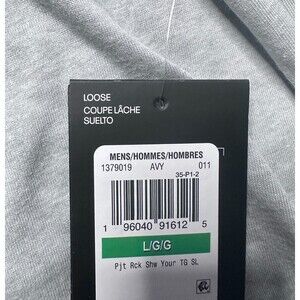 LOOSE
COUPE LÂCHE
SUELTO
MENS/HOMMES/HOMBRES
1379019 AVY 011
35-P1-2
1 96040 91612 5
L/G/G
Pjt Rck Shw Your TG SL